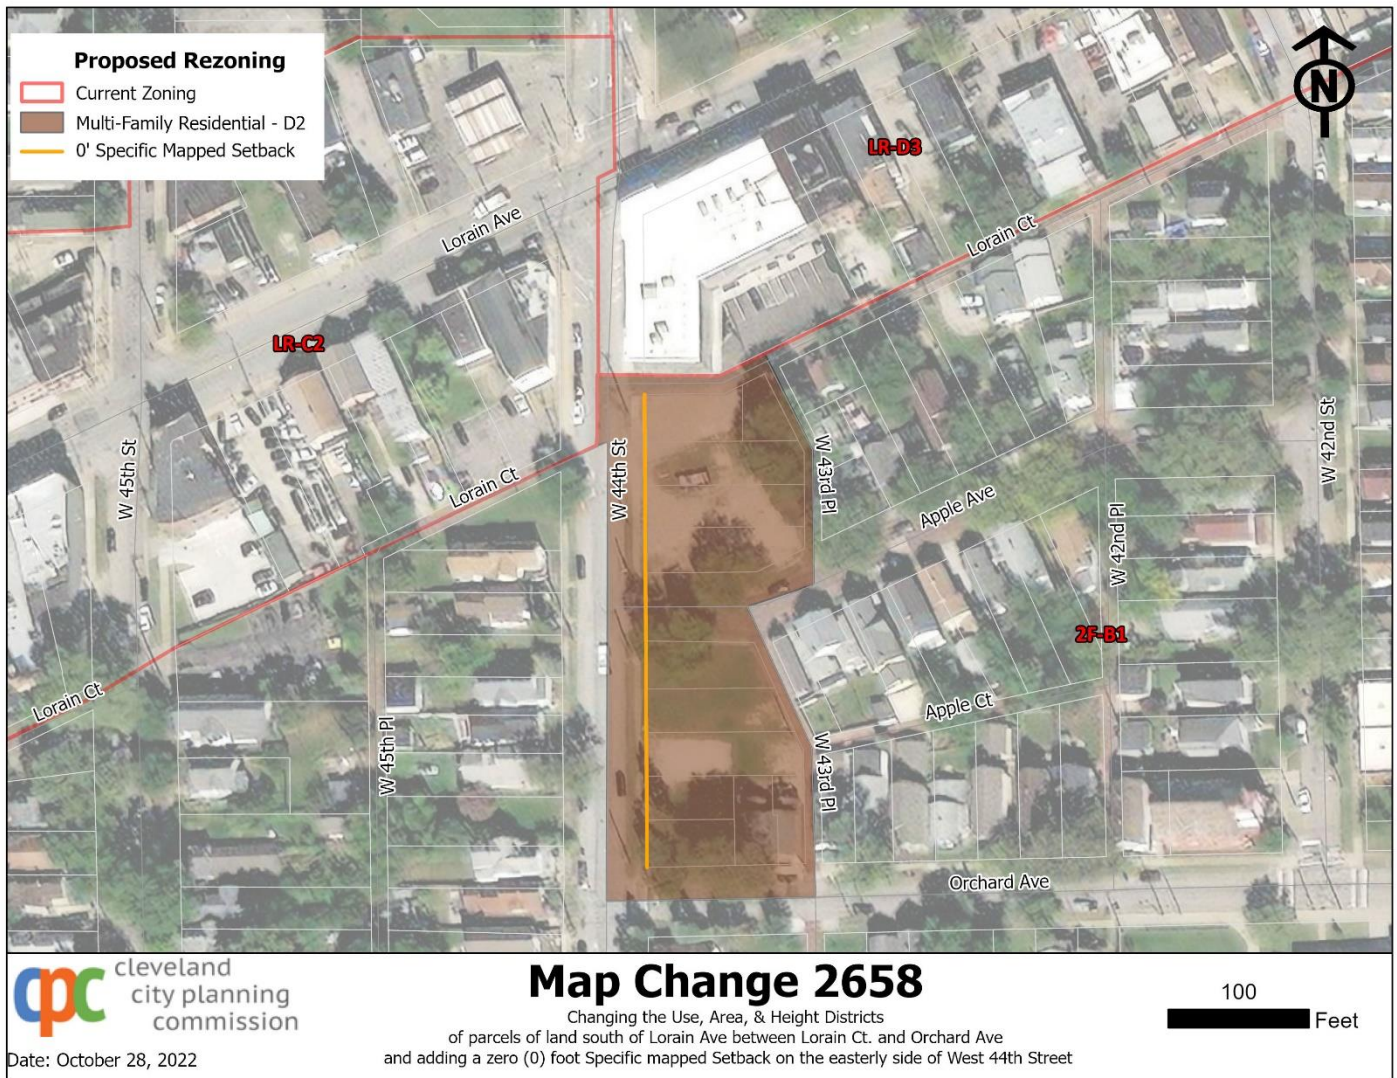 Proposed Rezoning
Current Zoning
Multi-Family Residential - D2
0' Specific Mapped Setback
N
LR-D3
Lorain Ave
Lorain Ct
LR-C2
W 45th St
W 44th St
W 43rd Pl
W 42nd St
Lorain Ct
Apple Ave
W 42nd Pl
2F-B1
Lorain Ct
Apple Ct
W 45th Pl
W 43rd Pl
Orchard Ave
cpc
cleveland
city planning
commission
Date: October 28, 2022
Map Change 2658
Changing the Use, Area, & Height Districts
of parcels of land south of Lorain Ave between Lorain Ct. and Orchard Ave
and adding a zero (0) foot Specific mapped Setback on the easterly side of West 44th Street
100
Feet